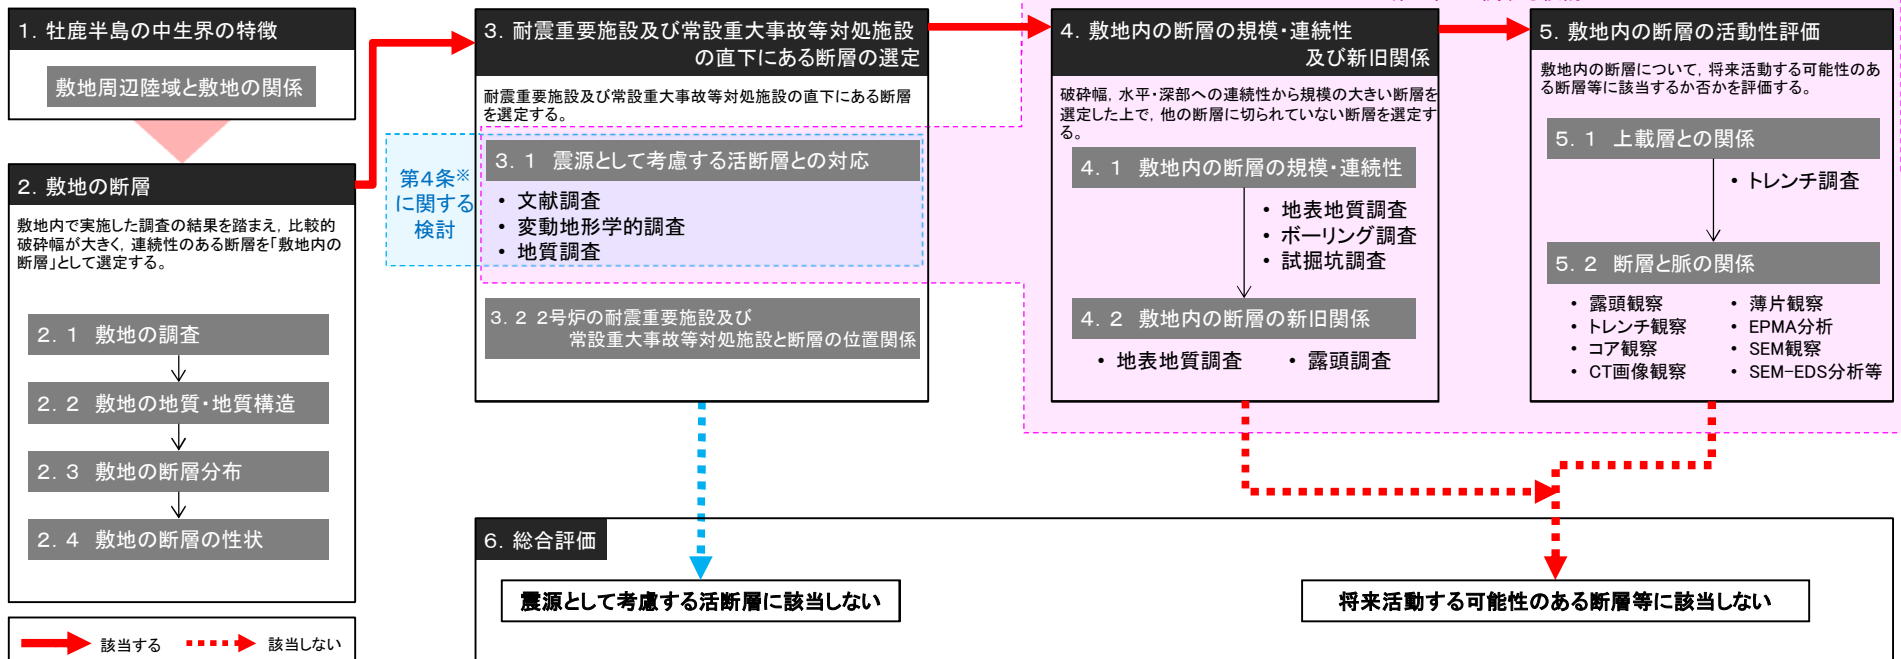 1. 牡鹿半島の中生界の特徴
敷地周辺陸域と敷地の関係
2. 敷地の断層
敷地内で実施した調査の結果を踏まえ, 比較的
破砕幅が大きく, 連続性のある断層を「敷地内の
断層」として選定する。
2. 1 敷地の調査
2. 2 敷地の地質・地質構造
2. 3 敷地の断層分布
2. 4 敷地の断層の性状
該当する
該当しない
第4条※
に関する
検討
3. 耐震重要施設及び常設重大事故等対処施設
の直下にある断層の選定
耐震重要施設及び常設重大事故等対処施設の直下にある断層
を選定する。
3. 1 震源として考慮する活断層との対応
・ 文献調査
・ 変動地形学的調査
・ 地質調査
3. 2 2号炉の耐震重要施設及び
常設重大事故等対処施設と断層の位置関係
4. 敷地内の断層の規模・連続性
及び新旧関係
破砕幅, 水平・深部への連続性から規模の大きい断層を
選定した上で, 他の断層に切られていない断層を選定す
る。
4. 1 敷地内の断層の規模・連続性
・ 地表地質調査
・ ボーリング調査
・ 試掘坑調査
4. 2 敷地内の断層の新旧関係
・ 地表地質調査 ・ 露頭調査
5. 敷地内の断層の活動性評価
敷地内の断層について, 将来活動する可能性のあ
る断層等に該当するか否かを評価する。
5. 1 上載層との関係
・ トレンチ調査
5. 2 断層と脈の関係
・ 露頭観察
・ トレンチ観察
・ コア観察
・ CT画像観察
・ 薄片観察
・ EPMA分析
・ SEM観察
・ SEM-EDS分析等
6. 総合評価
震源として考慮する活断層に該当しない
将来活動する可能性のある断層等に該当しない